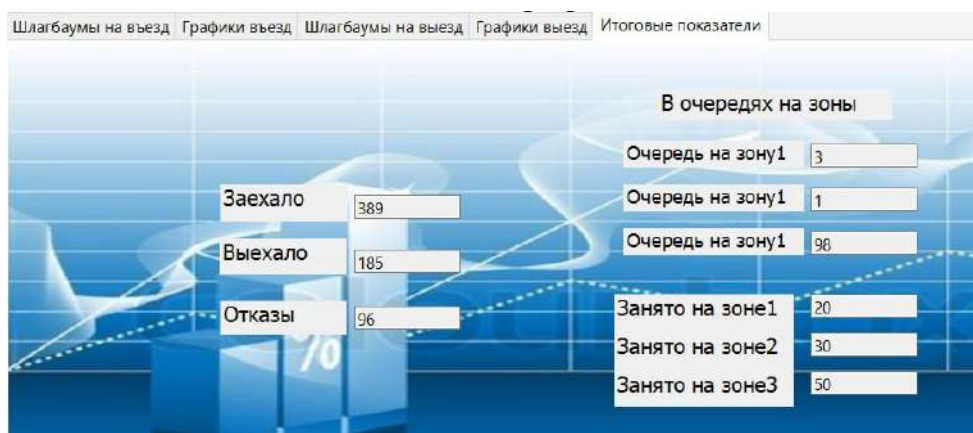 Шлагбаумы на въезд Графики въезд Шлагбаумы на выезд Графики выезд Итоговые показатели
В очередях на зоны
Очередь на зону1 3
Очередь на зону1 1
Очередь на зону1 98
Заехало 389
Выехало 185
Отказы 96
%
Занято на зоне1 20
Занято на зоне2 30
Занято на зоне3 50